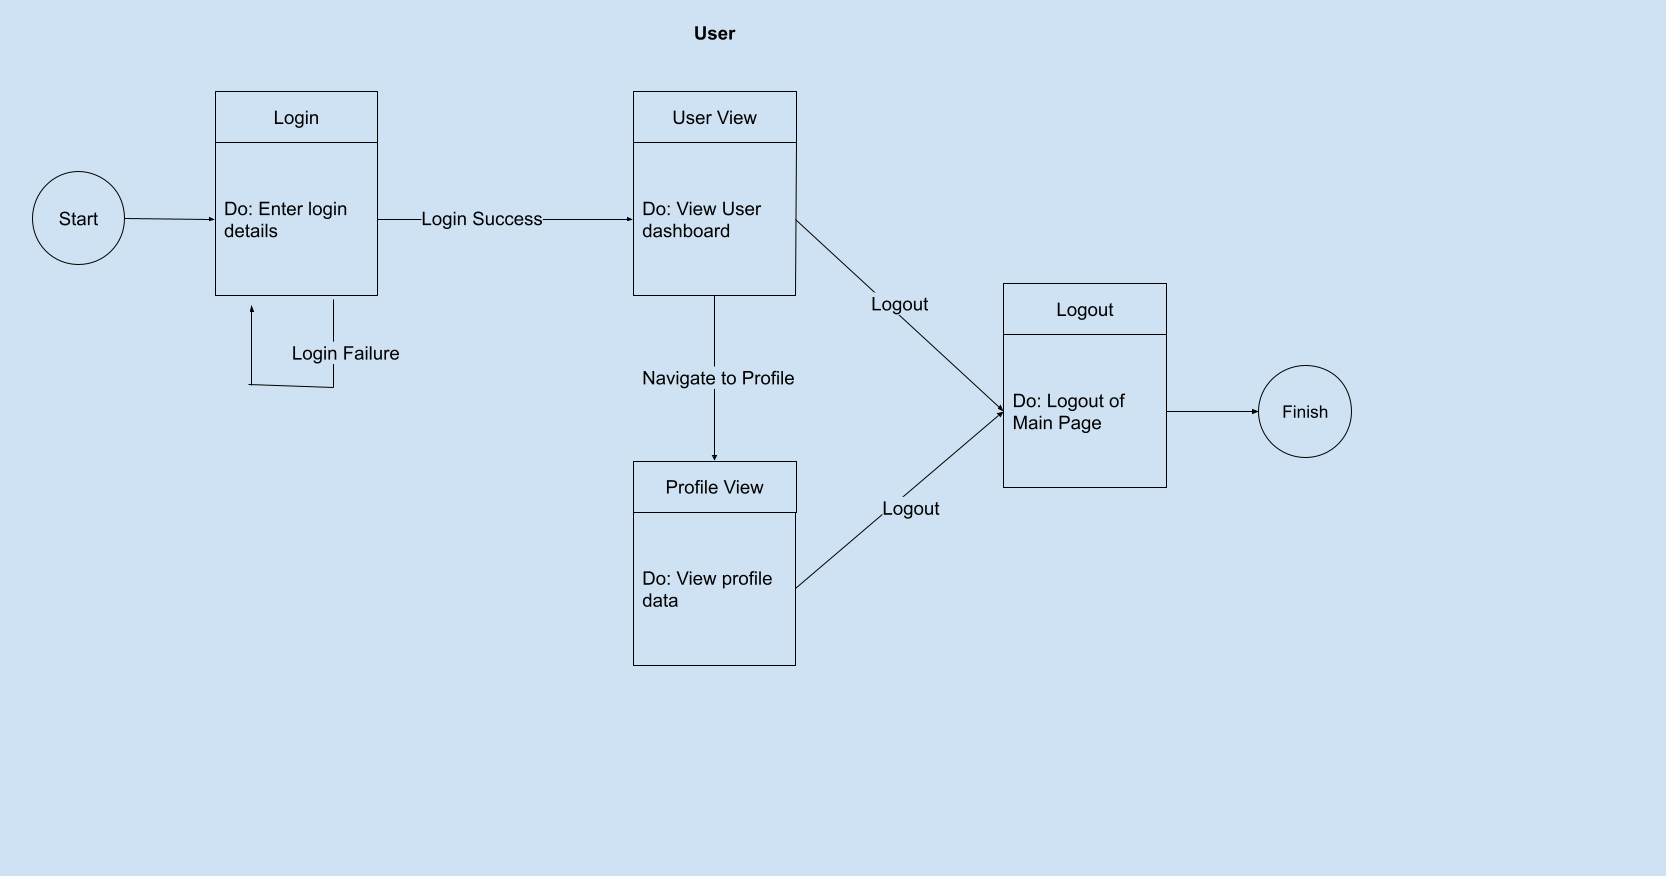 User
Start
Login
Do: Enter login
details
Login Failure
Login Success
User View
Do: View User
dashboard
Navigate to Profile
Profile View
Do: View profile
data
Logout
Logout
Logout
Do: Logout of
Main Page
Finish